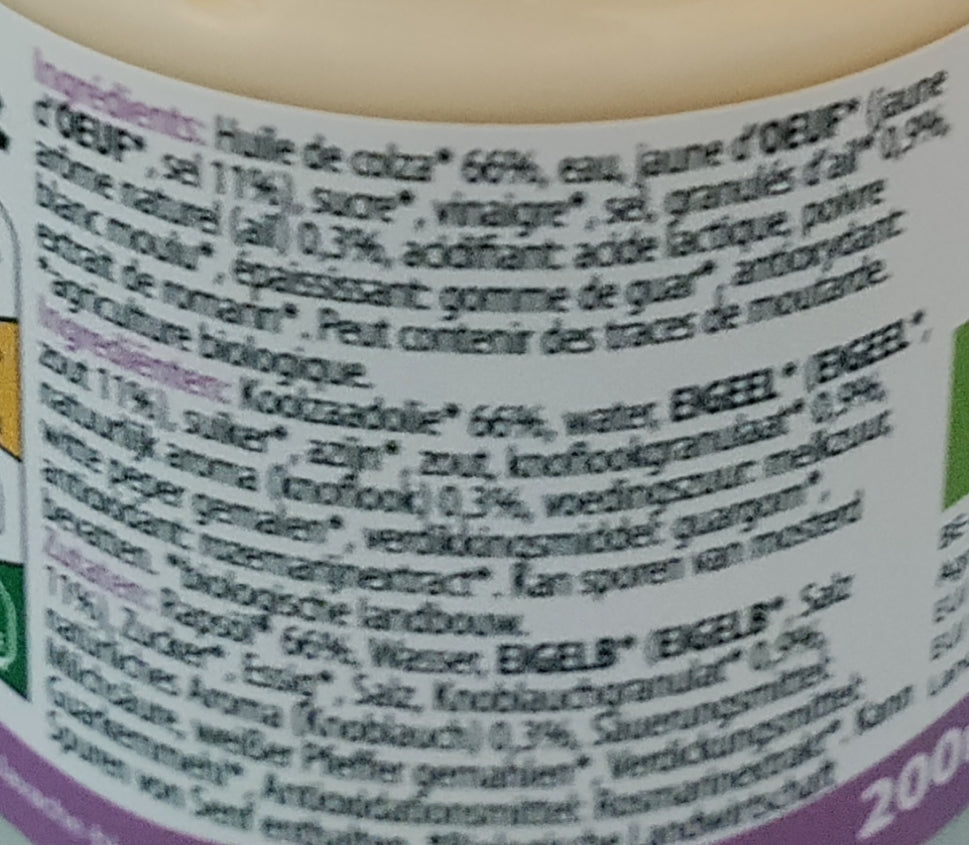 Ingrédients: Huile de colza* 66%, eau, jaune d'OEUF* (jaune
d'OEUF*, sel 11%), sucre*, vinaigre*, sel, granulés d'ail* 0,9%,
arôme naturel (ail) 0,3%, acidifiant: acide lactique, poivre
blanc moulu*, épaississant: gomme de guar*, antioxydant:
extrait de romarin*. Peut contenir des traces de moutarde.
*agriculture biologique.
Ingrediënten: Koolzaadolie* 66%, water, EIGEEL* (EIGEEL*,
zout 11%), suiker*, azijn*, zout, knoflookgranulaat* 0,9%,
natuurlijk aroma (knoflook) 0,3%, voedingszuur: melkzuur,
witte peper gemalen*, verdikkingsmiddel: guargom*,
antioxidant: rozemarijnextract*. Kan sporen van mosterd
bevatten. *biologische landbouw.
Zutaten: Rapsöl* 66%, Wasser, EIGELB* (EIGELB*, Salz
11%), Zucker*, Essig*, Salz, Knoblauchgranulat* 0,9%,
natürliches Aroma (Knoblauch) 0,3%, Säuerungsmittel:
Milchsäure, weißer Pfeffer gemahlen*, Verdickungsmittel:
Guarkernmehl*, Antioxidationsmittel: Rosmarinextrakt*. Kann
Spuren von Senf enthalten. *Biologische Landwirtschaft
200